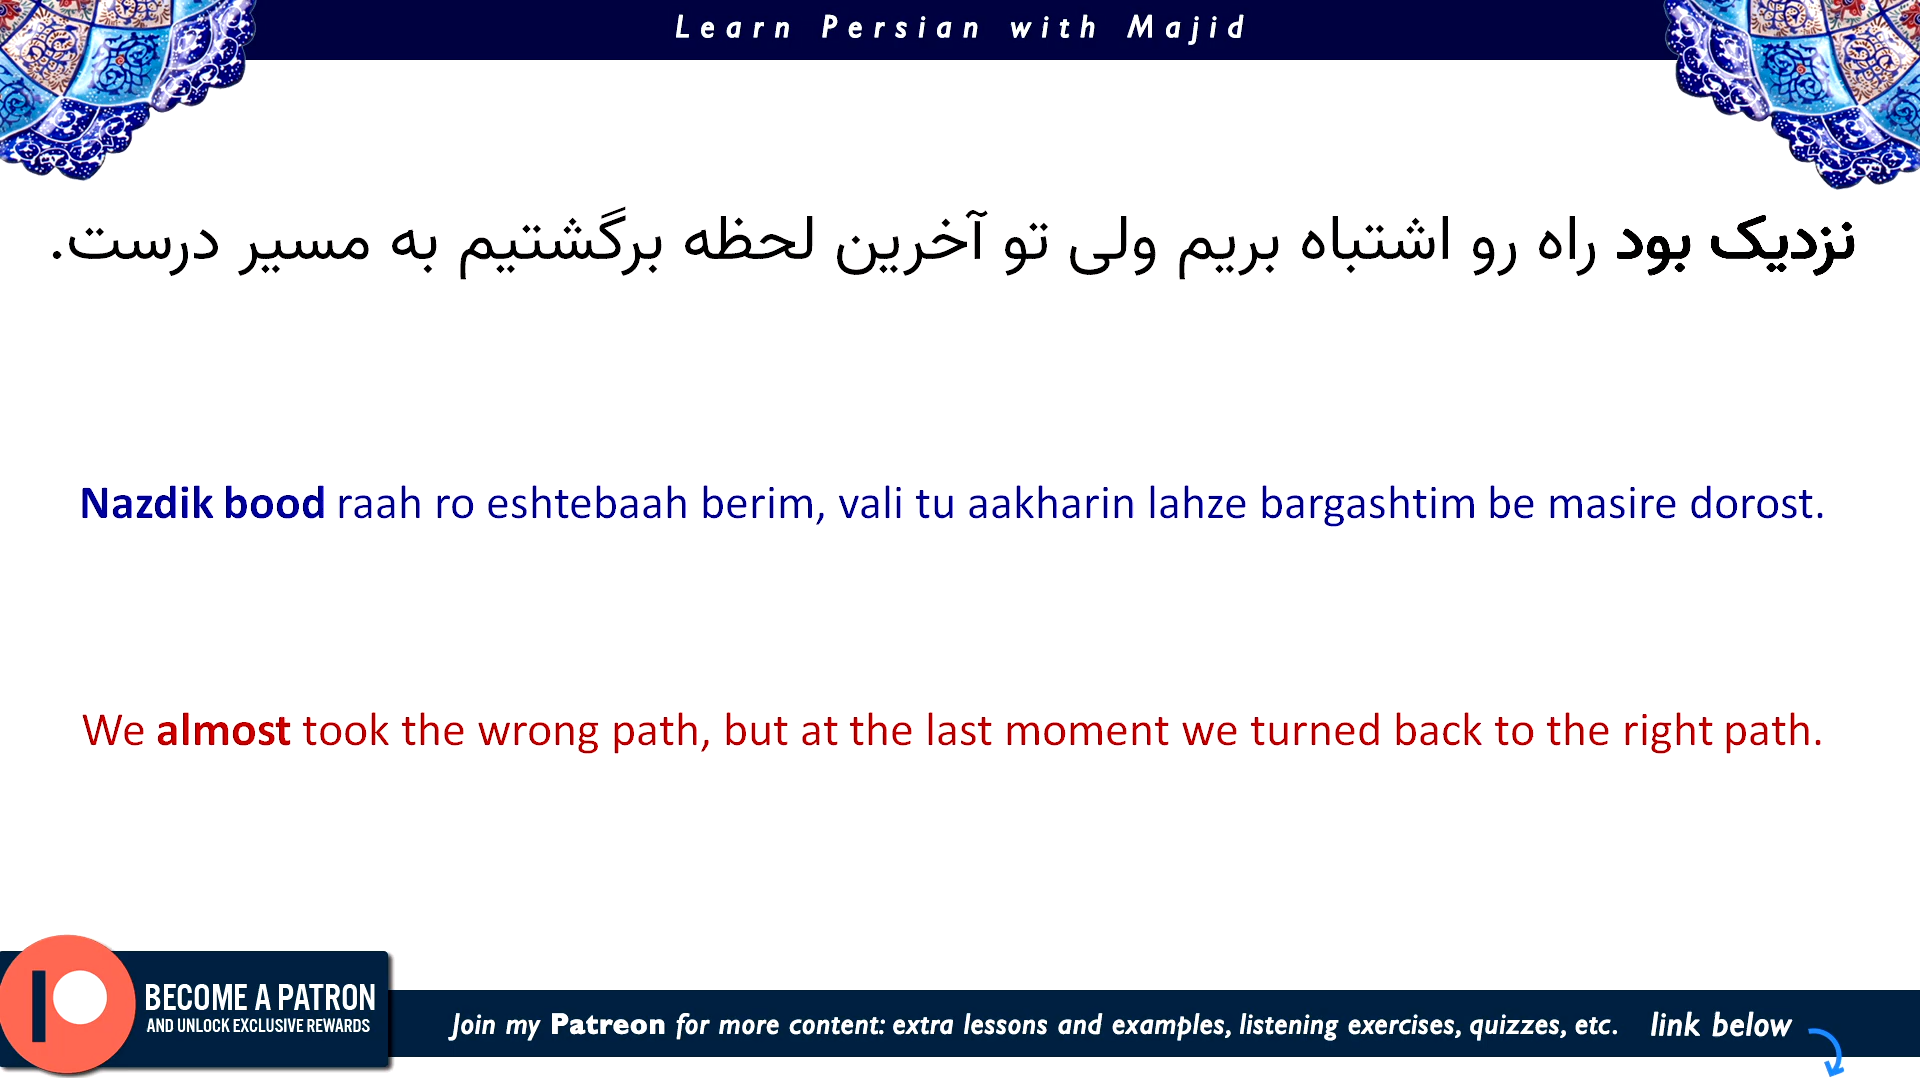 Learn Persian with Majid
نزدیک بود راه رو اشتباه بریم ولی تو آخرین لحظه برگشتیم به مسیر درست.
Nazdik bood raah ro eshtebaah berim, vali tu aakharin lahze bargashtim be masire dorost.
We almost took the wrong path, but at the last moment we turned back to the right path.
BECOME A PATRON
AND UNLOCK EXCLUSIVE REWARDS
Join my Patreon for more content: extra lessons and examples, listening exercises, quizzes, etc. link below